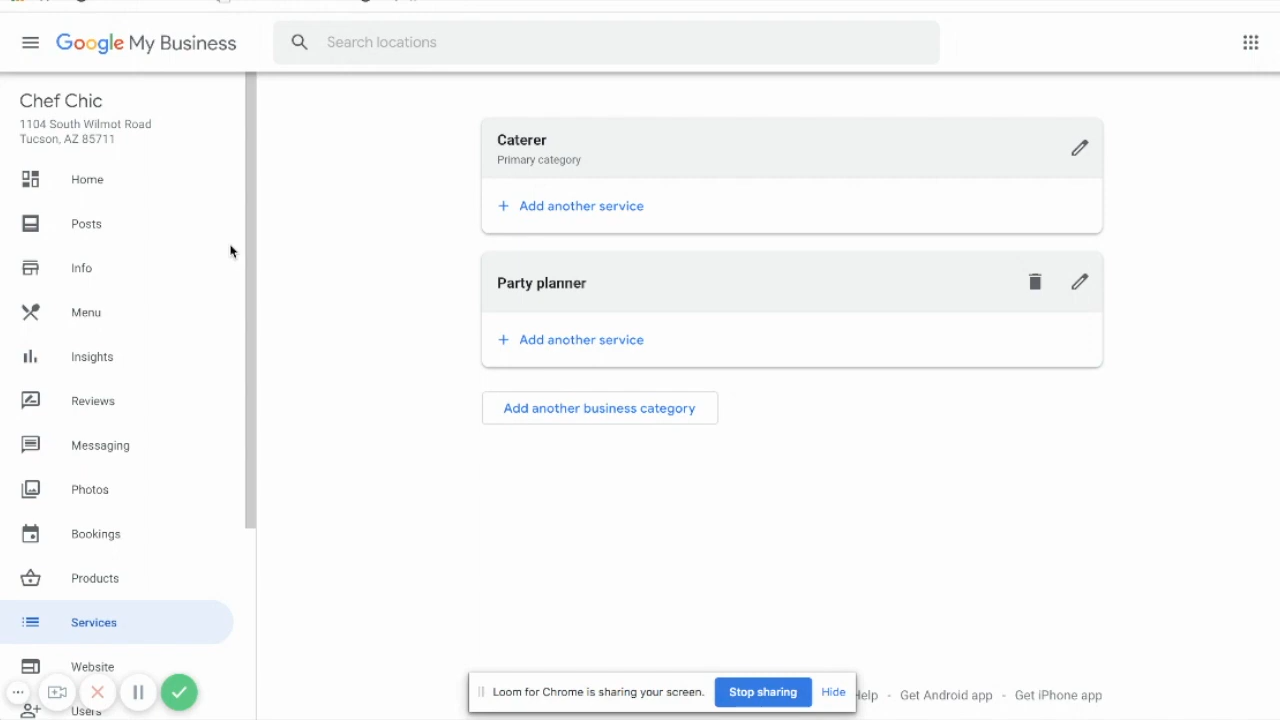 Google My Business
Search locations
Chef Chic
1104 South Wilmot Road
Tucson, AZ 85711
Home
Posts
Info
Menu
Insights
Reviews
Messaging
Photos
Bookings
Products
Services
Website
Users
Caterer
Primary category
+ Add another service
Party planner
+ Add another service
Add another business category
Loom for Chrome is sharing your screen. Stop sharing Hide
elp - Get Android app - Get iPhone app